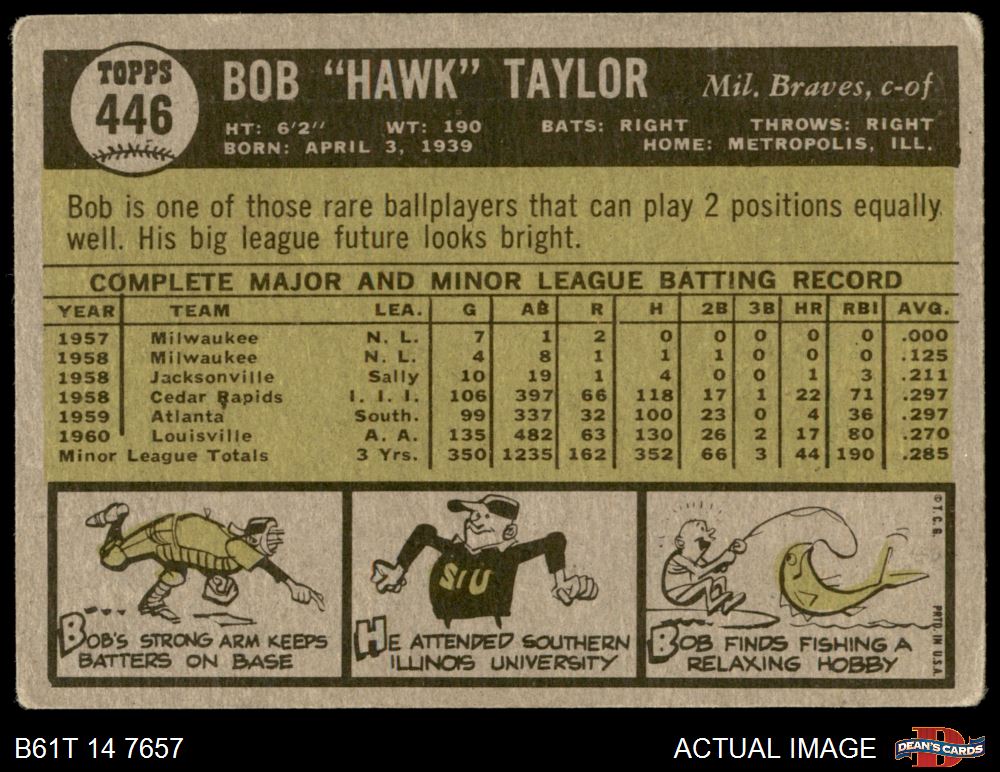 TOPPS
446
BOB "HAWK" TAYLOR Mil. Braves, c-of
HT: 6'2" WT: 190 BATS: RIGHT THROWS: RIGHT
BORN: APRIL 3, 1939 HOME: METROPOLIS, ILL.
Bob is one of those rare ballplayers that can play 2 positions equally
well. His big league future looks bright.
COMPLETE MAJOR AND MINOR LEAGUE BATTING RECORD
YEAR TEAM LEA. G AB R H 2B 3B HR RBI AVG.
1957 Milwaukee N. L. 7 1 2 0 0 0 0 0 .000
1958 Milwaukee N. L. 4 8 1 1 1 0 0 0 .125
1958 Jacksonville Sally 10 19 1 4 0 0 1 3 .211
1958 Cedar Rapids I. I. I. 106 397 66 118 17 1 22 71 .297
1959 Atlanta South. 99 337 32 100 23 0 4 36 .297
1960 Louisville A. A. 135 482 63 130 26 2 17 80 .270
Minor League Totals 3 Yrs. 350 1235 162 352 66 3 44 190 .285
SIU
BOB'S STRONG ARM KEEPS
BATTERS ON BASE
HE ATTENDED SOUTHERN
ILLINOIS UNIVERSITY
BOB FINDS FISHING A
RELAXING HOBBY
© T. C. G.
PRTD. IN U.S.A.
B61T 14 7657
ACTUAL IMAGE
DEAN'S CARDS